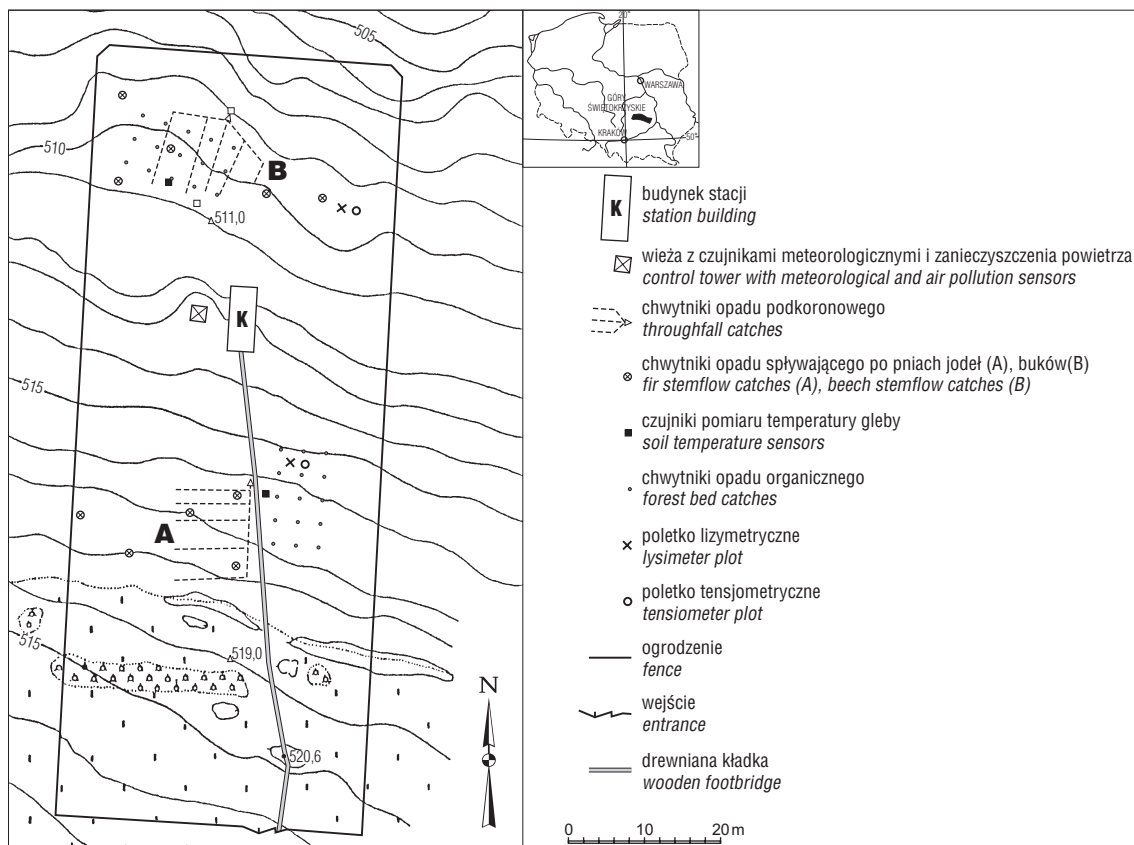 505
510
B
511,0
K
515
A
515
519,0
520,6
N
20°
WARSZAWA
GÓRY
ŚWIĘTOKRZYSKIE
KRAKÓW
50°
K
budynek stacji
station building
wieża z czujnikami meteorologicznymi i zanieczyszczenia powietrza
control tower with meteorological and air pollution sensors
chwytniki opadu podkoronowego
throughfall catches
chwytniki opadu spływającego po pniach jodeł (A), buków(B)
fir stemflow catches (A), beech stemflow catches (B)
czujniki pomiaru temperatury gleby
soil temperature sensors
chwytniki opadu organicznego
forest bed catches
poletko lizymetryczne
lysimeter plot
poletko tensjometryczne
tensiometer plot
ogrodzenie
fence
wejście
entrance
drewniana kładka
wooden footbridge
0 10 20 m